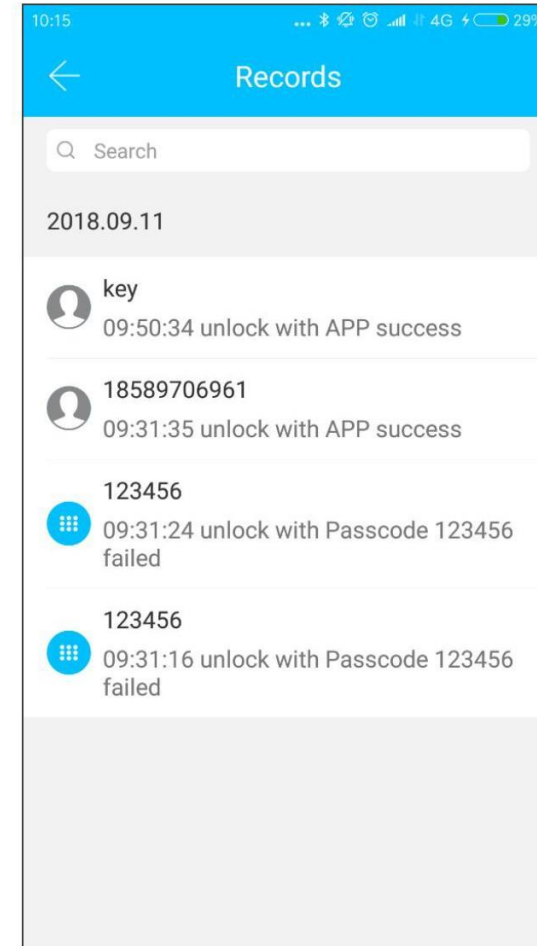 10:15 ... 4G 29%
Records
Search
2018.09.11
key
09:50:34 unlock with APP success
18589706961
09:31:35 unlock with APP success
123456
09:31:24 unlock with Passcode 123456
failed
123456
09:31:16 unlock with Passcode 123456
failed